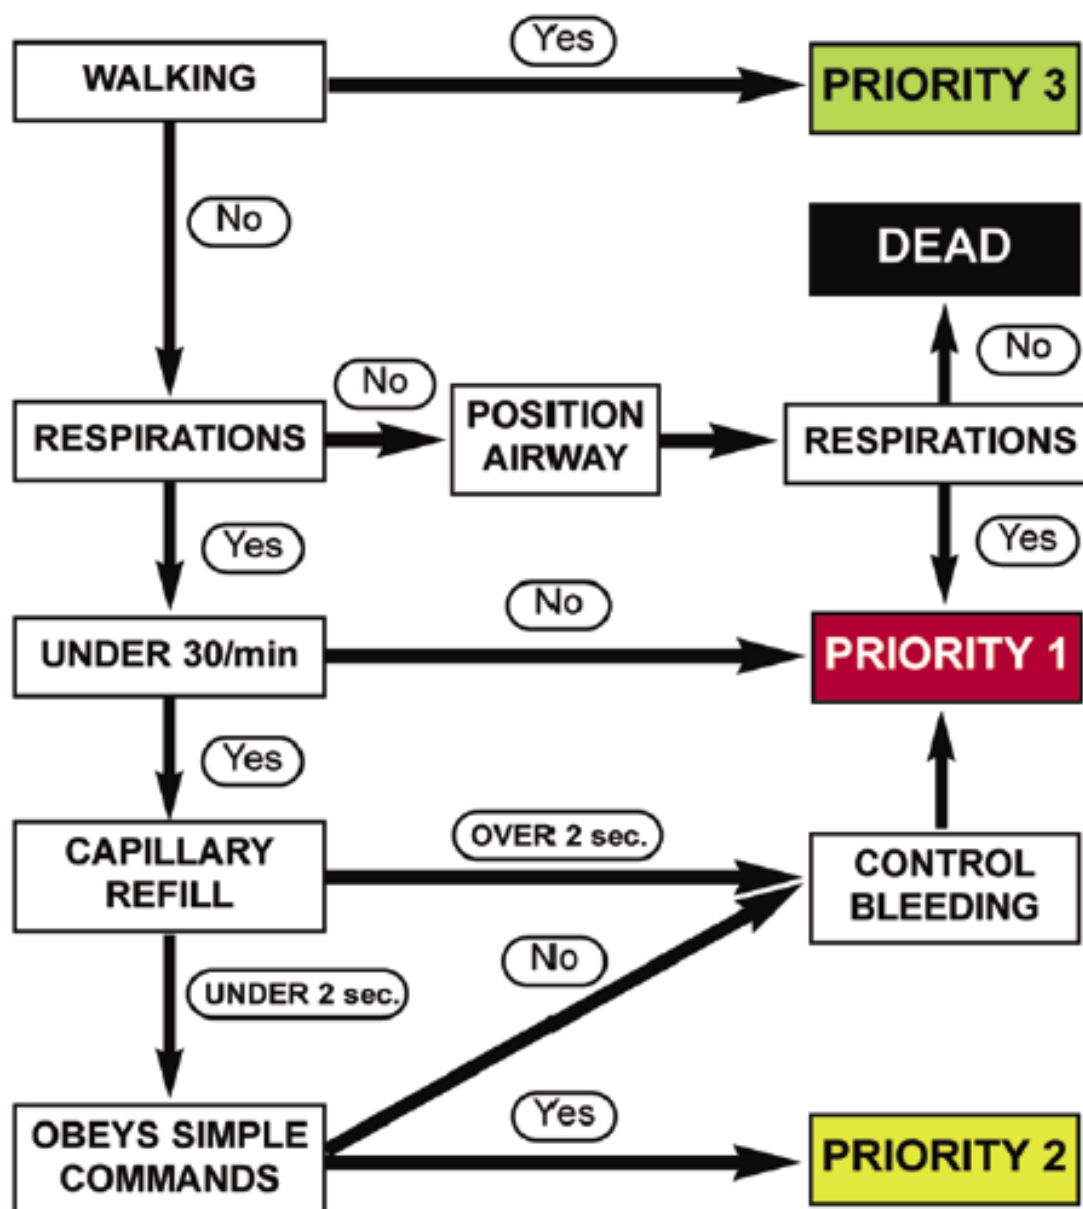 Yes
WALKING
PRIORITY 3
No
DEAD
No
No
RESPIRATIONS
POSITION
AIRWAY
RESPIRATIONS
Yes
Yes
No
UNDER 30/min
PRIORITY 1
Yes
OVER 2 sec.
CAPILLARY
REFILL
CONTROL
BLEEDING
No
UNDER 2 sec.
Yes
OBEYS SIMPLE
COMMANDS
PRIORITY 2